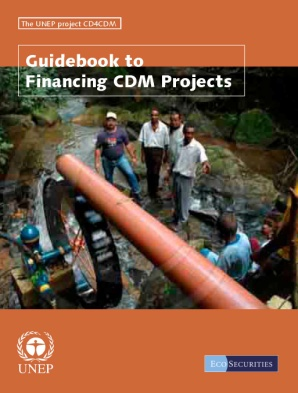 The UNEP project CD4CDM
Guidebook to
Financing CDM Projects
UNEP
ECOSECURITIES